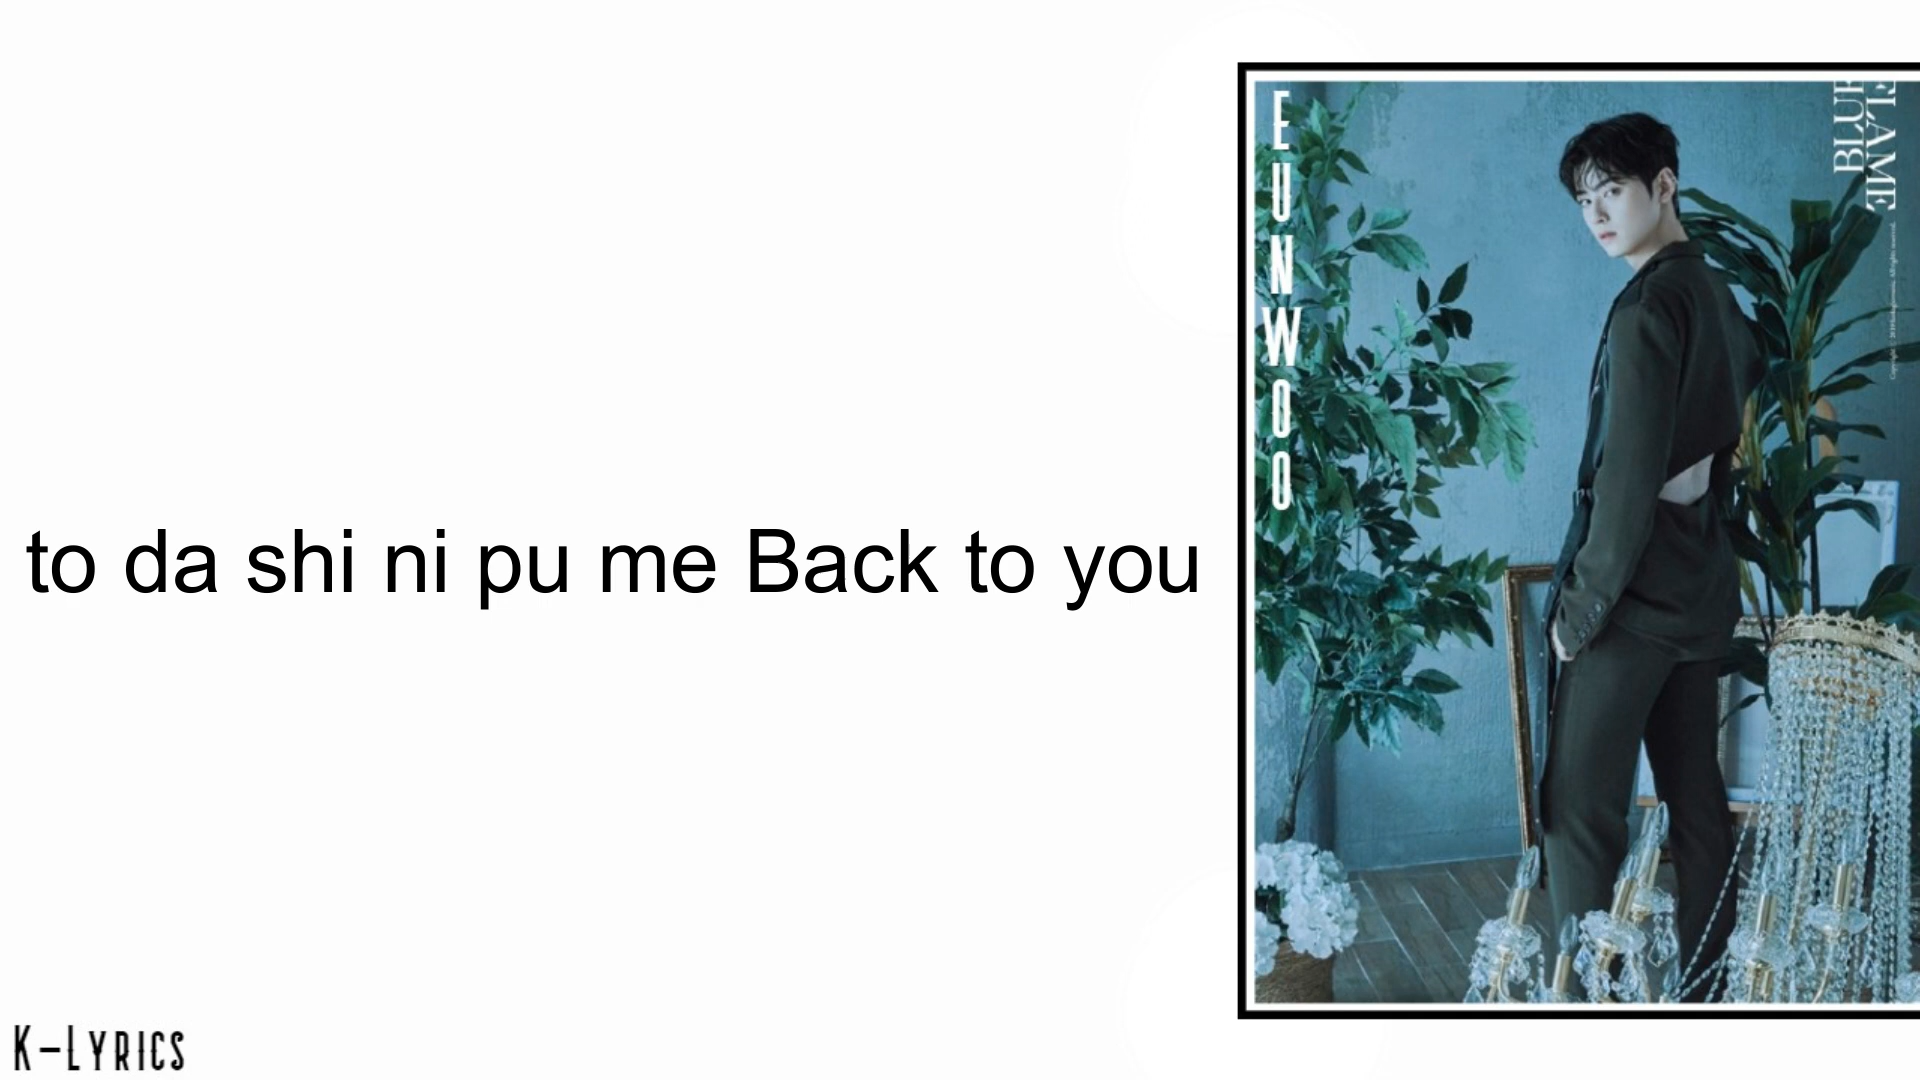 to da shi ni pu me Back to you
EUNWOO
BLUE
FLAME
K-LYRICS